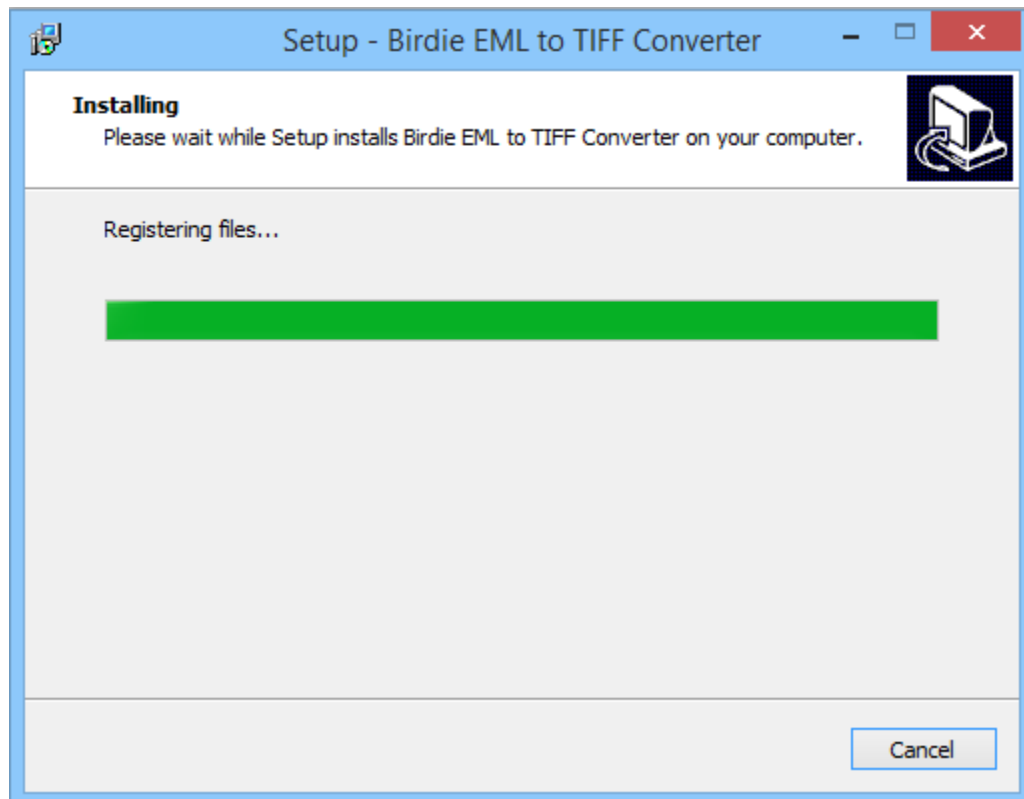 Setup - Birdie EML to TIFF Converter
Installing
Please wait while Setup installs Birdie EML to TIFF Converter on your computer.
Registering files...
Cancel